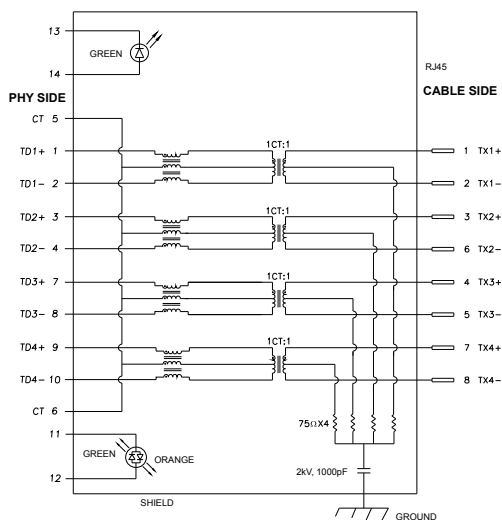 13
GREEN
14
RJ45
PHY SIDE
CABLE SIDE
CT 5
1CT:1
TD1+ 1
1 TX1+
TD1- 2
2 TX1-
1CT:1
TD2+ 3
3 TX2+
TD2- 4
6 TX2-
1CT:1
TD3+ 7
4 TX3+
TD3- 8
5 TX3-
1CT:1
TD4+ 9
7 TX4+
TD4- 10
8 TX4-
CT 6
75ΩX4
11
GREEN
ORANGE
12
2kV, 1000pF
SHIELD
GROUND